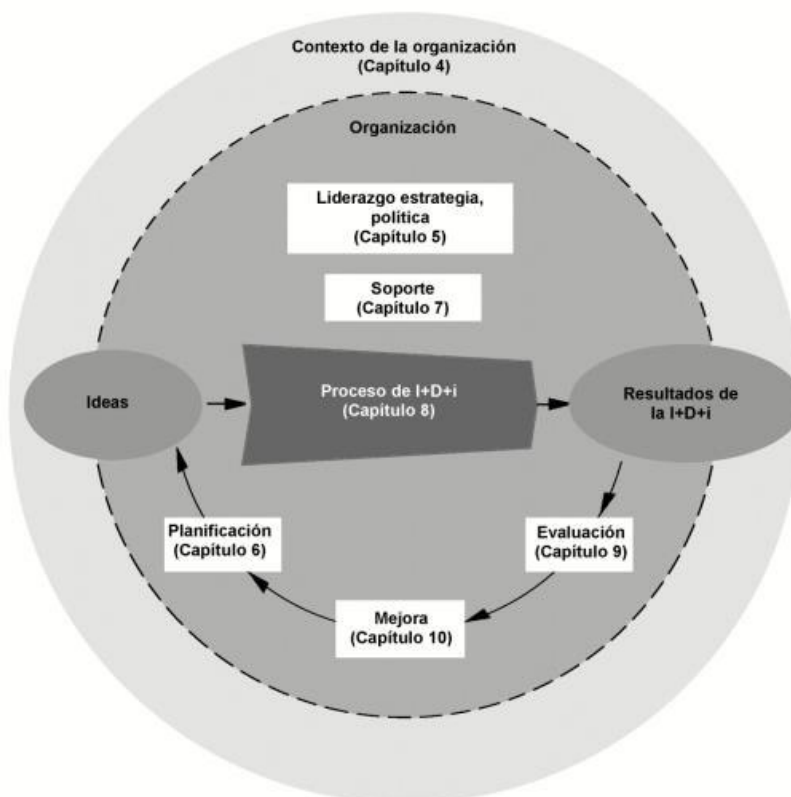 Contexto de la organización
(Capítulo 4)
Organización
Liderazgo estrategia,
política
(Capítulo 5)
Soporte
(Capítulo 7)
Ideas
Proceso de I+D+i
(Capítulo 8)
Resultados de
la I+D+i
Planificación
(Capítulo 6)
Evaluación
(Capítulo 9)
Mejora
(Capítulo 10)